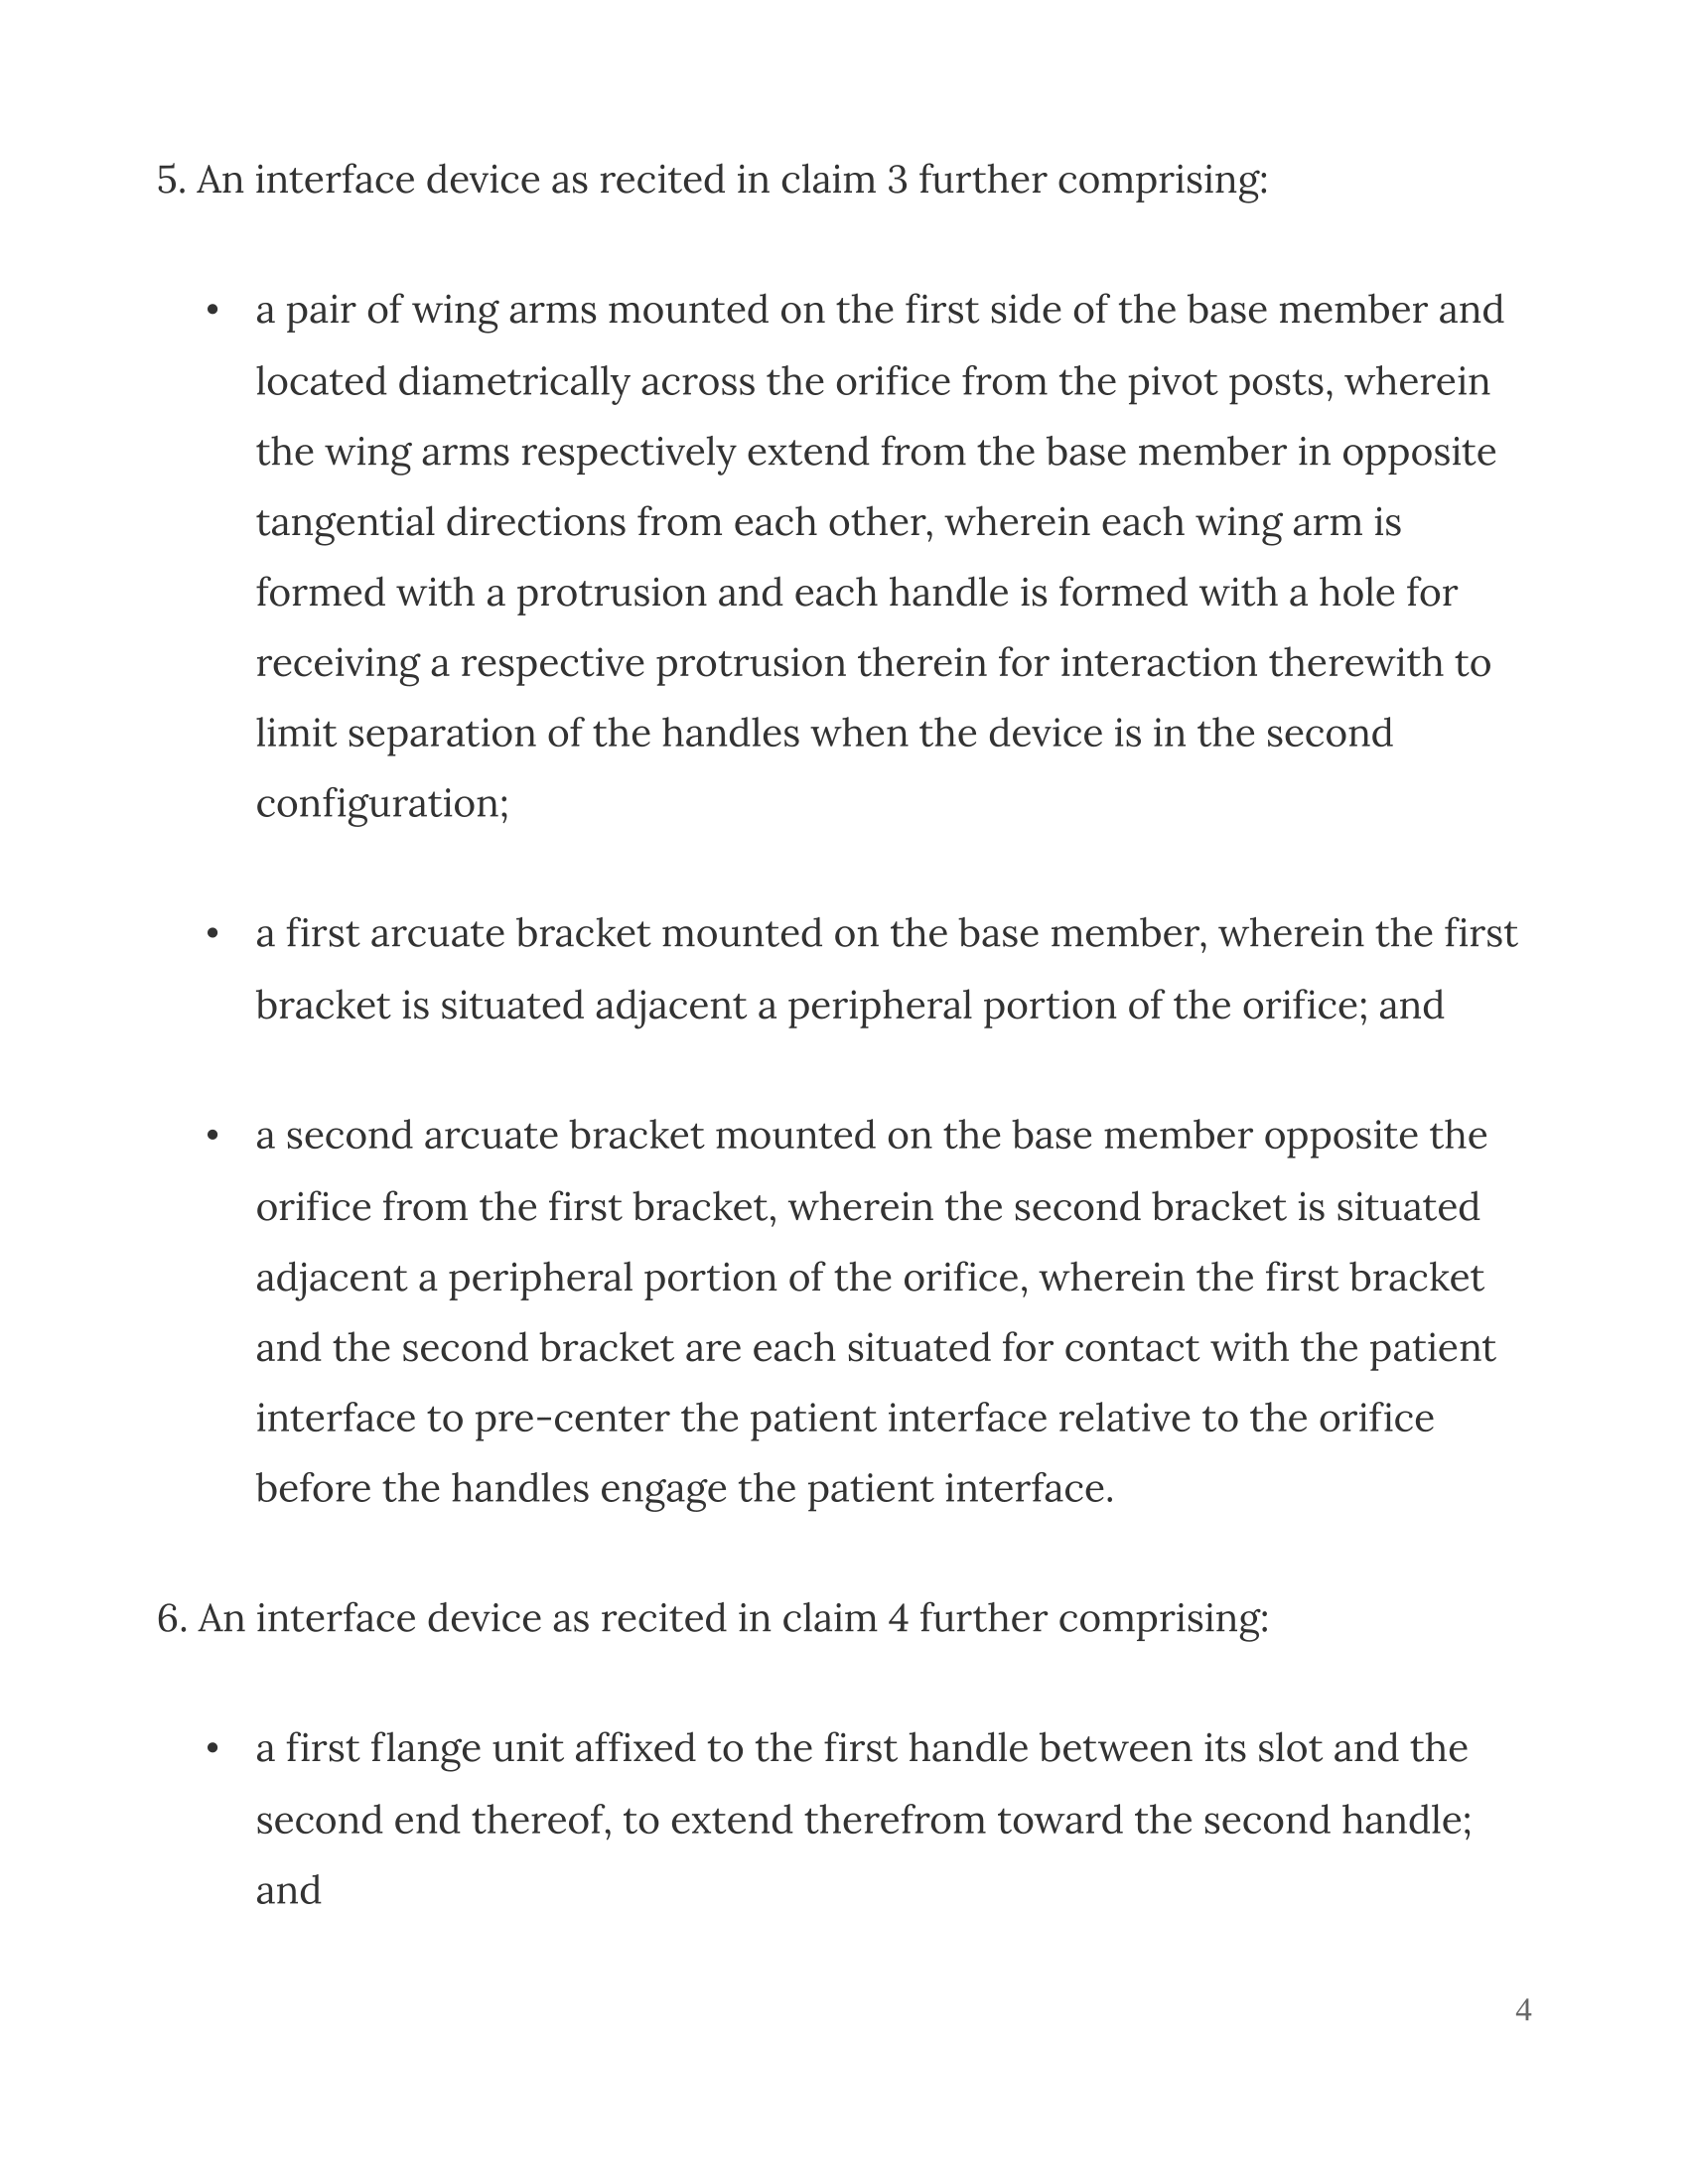 5. An interface device as recited in claim 3 further comprising:
• a pair of wing arms mounted on the first side of the base member and
located diametrically across the orifice from the pivot posts, wherein
the wing arms respectively extend from the base member in opposite
tangential directions from each other, wherein each wing arm is
formed with a protrusion and each handle is formed with a hole for
receiving a respective protrusion therein for interaction therewith to
limit separation of the handles when the device is in the second
configuration;
• a first arcuate bracket mounted on the base member, wherein the first
bracket is situated adjacent a peripheral portion of the orifice; and
• a second arcuate bracket mounted on the base member opposite the
orifice from the first bracket, wherein the second bracket is situated
adjacent a peripheral portion of the orifice, wherein the first bracket
and the second bracket are each situated for contact with the patient
interface to pre-center the patient interface relative to the orifice
before the handles engage the patient interface.
6. An interface device as recited in claim 4 further comprising:
• a first flange unit affixed to the first handle between its slot and the
second end thereof, to extend therefrom toward the second handle;
and
4